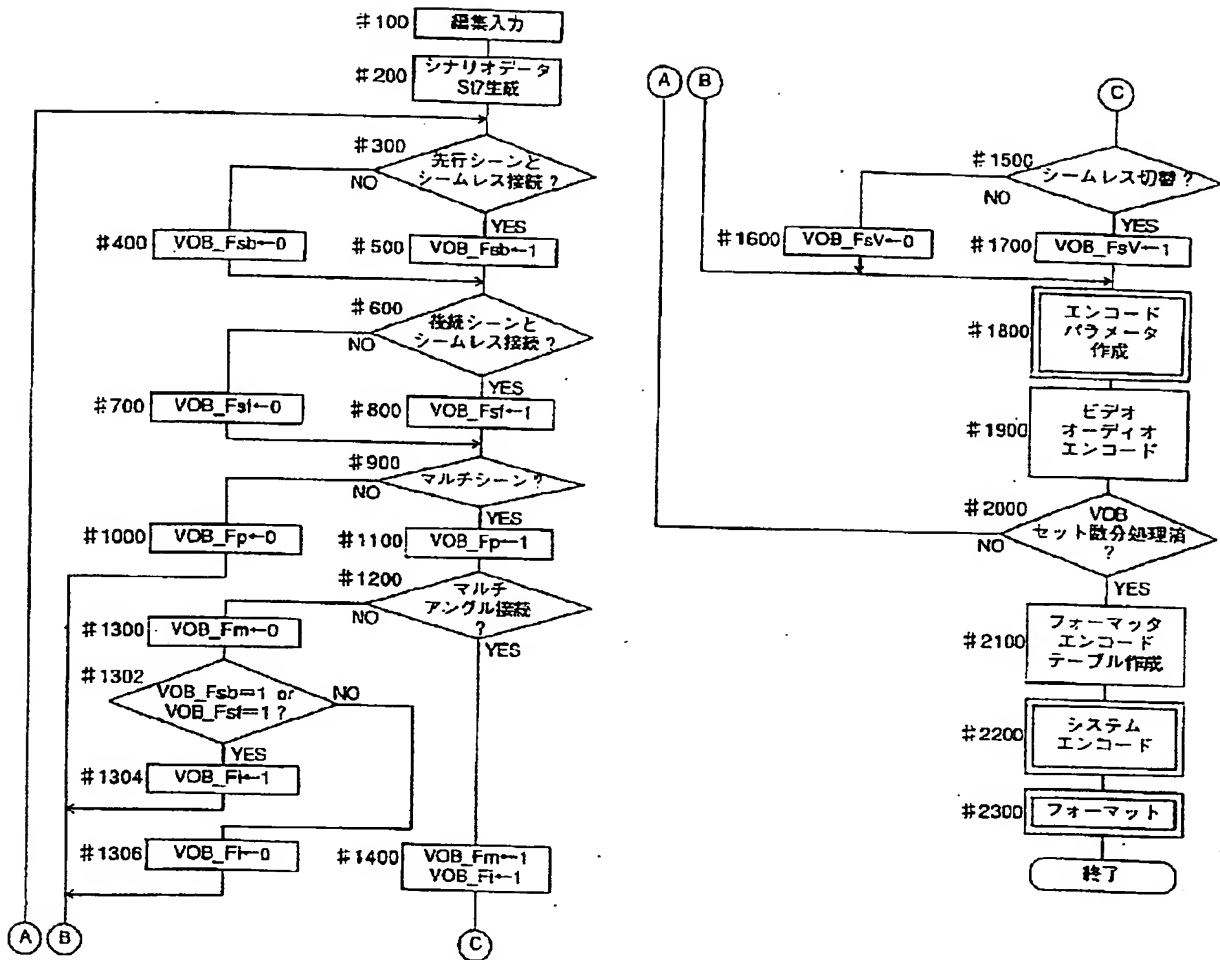 #100 編集入力
#200 シナリオデータ
St7生成
#300 先行シーンと
シームレス接続?
NO
YES
#400 VOB_Fsb←0
#500 VOB_Fsb←1
#600 後続シーンと
シームレス接続?
NO
YES
#700 VOB_Fsf←0
#800 VOB_Fsf←1
#900 マルチシーン?
NO
YES
#1000 VOB_Fp←0
#1100 VOB_Fp←1
#1200 マルチ
アングル接続
?
NO
YES
#1300 VOB_Fm←0
#1302 VOB_Fsb=1 or
VOB_Fsf=1?
NO
YES
#1304 VOB_Fi←1
#1306 VOB_Fi←0
#1400 VOB_Fm←1
VOB_Fi←1
A B C
A B C
#1500 シームレス切替?
NO
YES
#1600 VOB_FsV←0
#1700 VOB_FsV←1
#1800 エンコード
パラメータ
作成
#1900 ビデオ
オーディオ
エンコード
#2000 VOB
セット数分処理済
?
NO
YES
#2100 フォーマッタ
エンコード
テーブル作成
#2200 システム
エンコード
#2300 フォーマット
終了